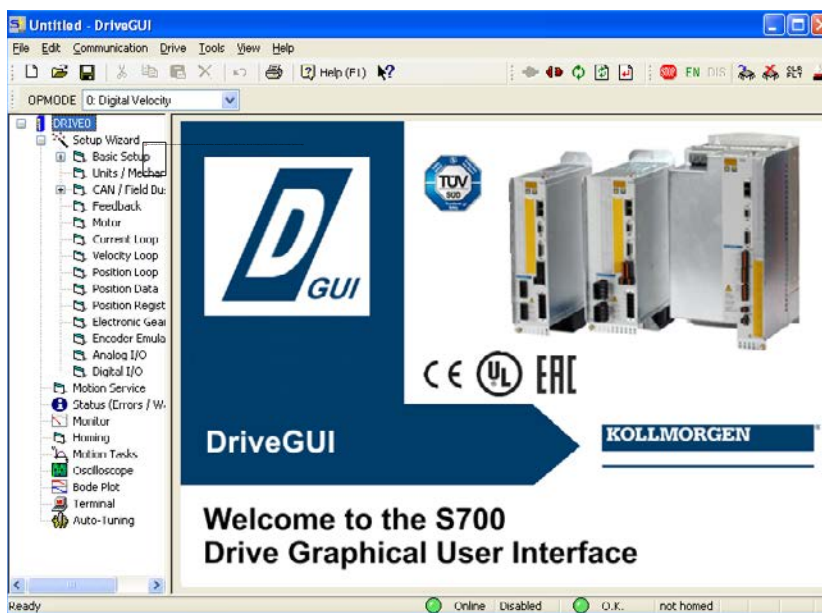 Untitled - DriveGUI
File Edit Communication Drive Tools View Help
Help (F1)
STOP EN DIS
OPMODE 0: Digital Velocity
DRIVE0
Setup Wizard
Basic Setup
Units / Mechan
CAN / Field Bu
Feedback
Motor
Current Loop
Velocity Loop
Position Loop
Position Data
Position Regist
Electronic Gear
Encoder Emula
Analog I/O
Digital I/O
Motion Service
Status (Errors / W
Monitor
Homing
Motion Tasks
Oscilloscope
Bode Plot
Terminal
Auto-Tuning
D
GUI
TÜV
SÜD
CE UL EAC
DriveGUI
KOLLMORGEN
Welcome to the S700
Drive Graphical User Interface
Ready Online Disabled O.K. not homed